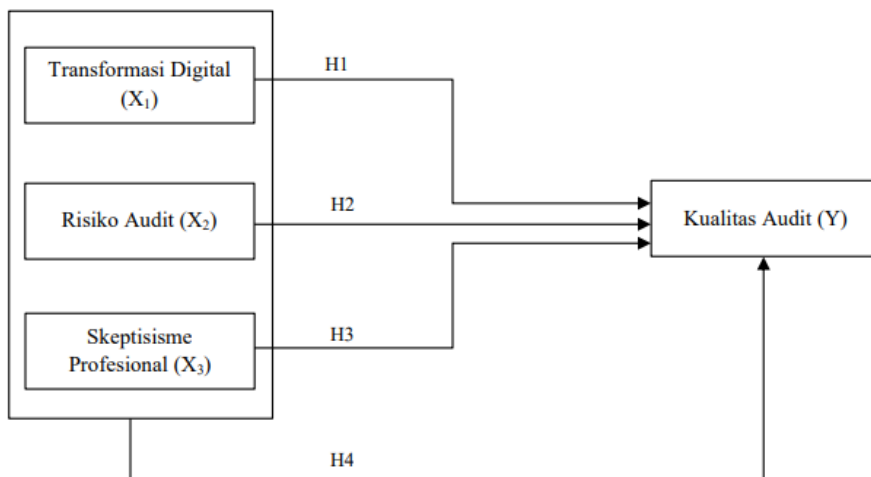 Transformasi Digital
(X₁)
H1
Risiko Audit (X₂)
H2
Kualitas Audit (Y)
Skeptisisme
Profesional (X₃)
H3
H4